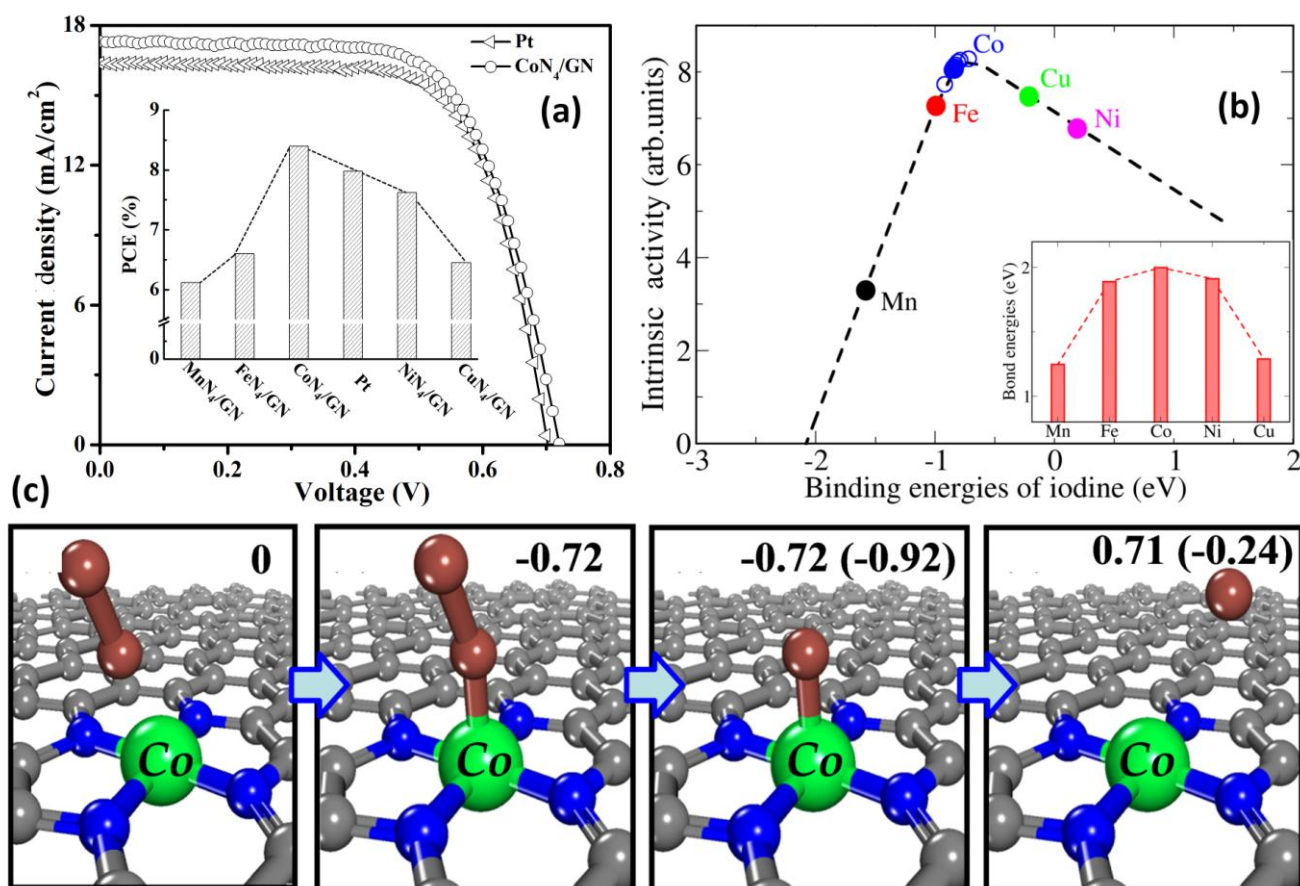 18
12
6
0
Current density (mA/cm²)
0.0 0.2 0.4 0.6 0.8
Voltage (V)
Pt
CoN₄/GN
(a)
9
8
7
6
0
PCE (%)
MnN₄/GN FeN₄/GN CoN₄/GN Pt NiN₄/GN CuN₄/GN
8
6
4
2
0
Intrinsic activity (arb.units)
-3 -2 -1 0 1 2
Binding energies of iodine (eV)
Co
Cu
Fe
Ni
Mn
(b)
2
1
Bond energies (eV)
Mn Fe Co Ni Cu
(c)
0
Co
-0.72
Co
-0.72 (-0.92)
Co
0.71 (-0.24)
Co